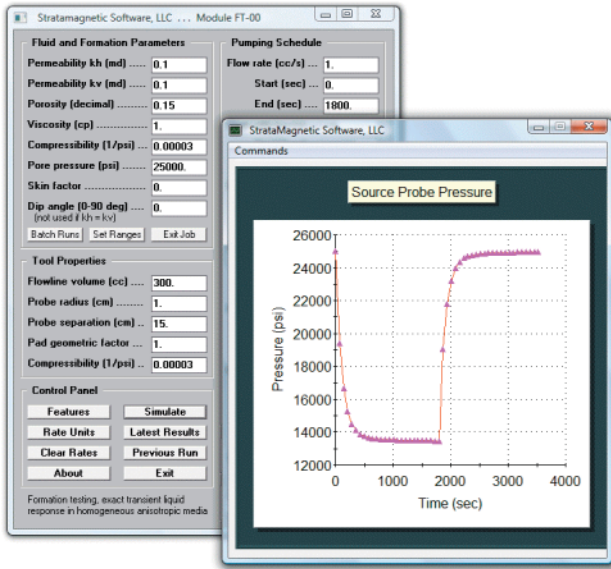 Stratamagnetic Software, LLC ... Module FT-00
Fluid and Formation Parameters
Permeability kh (md) ..... 0.1
Permeability kv (md) ..... 0.1
Porosity (decimal) ......... 0.15
Viscosity (cp) ................ 1.
Compressibility (1/psi) .. 0.00003
Pore pressure (psi) ....... 25000.
Skin factor .................. 0.
Dip angle (0-90 deg) .... 0.
(not used if kh = kv)
Batch Runs Set Ranges Exit Job
Pumping Schedule
Flow rate (cc/s) ... 1.
Start (sec) ... 0.
End (sec) ... 1800.
Tool Properties
Flowline volume (cc) .... 300.
Probe radius (cm) ........ 1.
Probe separation (cm) .. 15.
Pad geometric factor ... 1.
Compressibility (1/psi) .. 0.00003
Control Panel
Features Simulate
Rate Units Latest Results
Clear Rates Previous Run
About Exit
Formation testing, exact transient liquid
response in homogeneous anisotropic media
StrataMagnetic Software, LLC
Commands
Source Probe Pressure
Pressure (psi)
26000
24000
22000
20000
18000
16000
14000
12000
0 1000 2000 3000 4000
Time (sec)